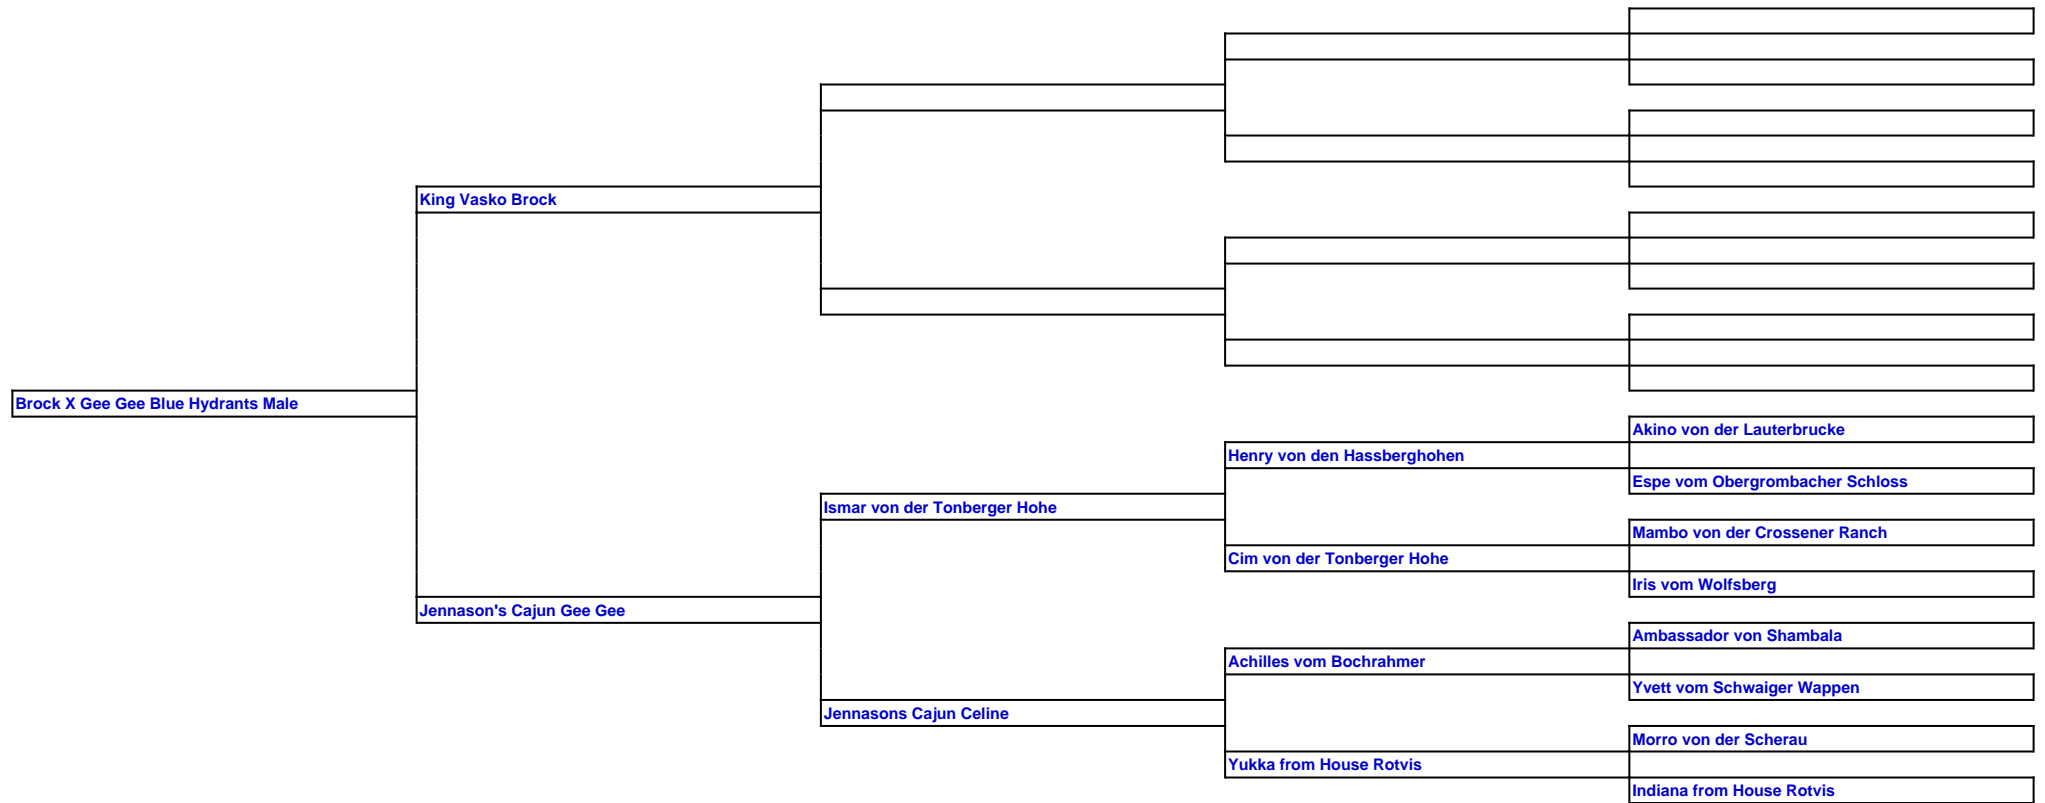 King Vasko Brock
Brock X Gee Gee Blue Hydrants Male
Akino von der Lauterbrucke
Henry von den Hassberghohen
Espe vom Obergrombacher Schloss
Ismar von der Tonberger Hohe
Mambo von der Crossener Ranch
Cim von der Tonberger Hohe
Iris vom Wolfsberg
Jennason's Cajun Gee Gee
Ambassador von Shambala
Achilles vom Bochrahmer
Yvett vom Schwaiger Wappen
Jennasons Cajun Celine
Morro von der Scherau
Yukka from House Rotvis
Indiana from House Rotvis